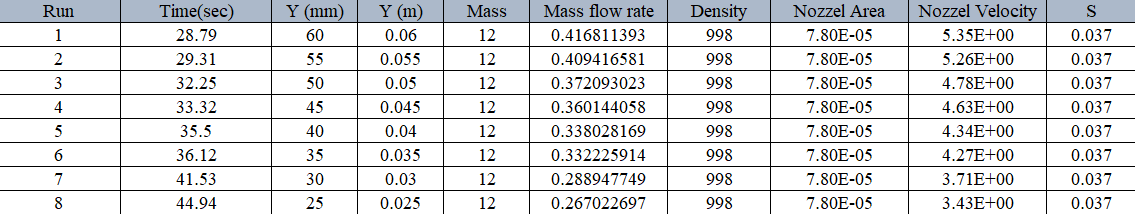 Run Time(sec) Y (mm) Y (m) Mass Mass flow rate Density Nozzel Area Nozzel Velocity S
1 28.79 60 0.06 12 0.416811393 998 7.80E-05 5.35E+00 0.037
2 29.31 55 0.055 12 0.409416581 998 7.80E-05 5.26E+00 0.037
3 32.25 50 0.05 12 0.372093023 998 7.80E-05 4.78E+00 0.037
4 33.32 45 0.045 12 0.360144058 998 7.80E-05 4.63E+00 0.037
5 35.5 40 0.04 12 0.338028169 998 7.80E-05 4.34E+00 0.037
6 36.12 35 0.035 12 0.332225914 998 7.80E-05 4.27E+00 0.037
7 41.53 30 0.03 12 0.288947749 998 7.80E-05 3.71E+00 0.037
8 44.94 25 0.025 12 0.267022697 998 7.80E-05 3.43E+00 0.037